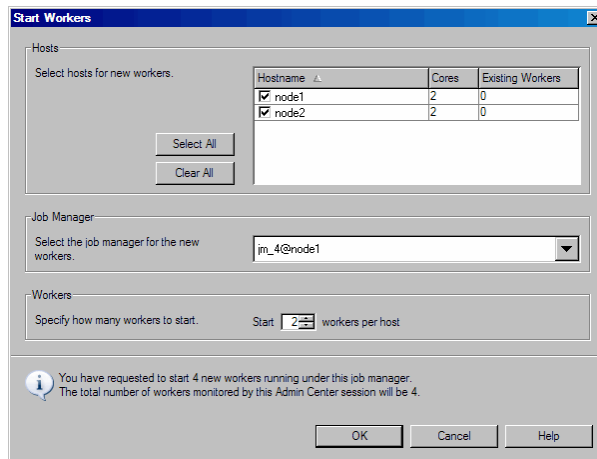 Start Workers
Hosts
Select hosts for new workers.
Hostname Cores Existing Workers
node1 2 0
node2 2 0
Select All
Clear All
Job Manager
Select the job manager for the new
workers.
jm_4@node1
Workers
Specify how many workers to start. Start 2 workers per host
You have requested to start 4 new workers running under this job manager.
The total number of workers monitored by this Admin Center session will be 4.
OK Cancel Help